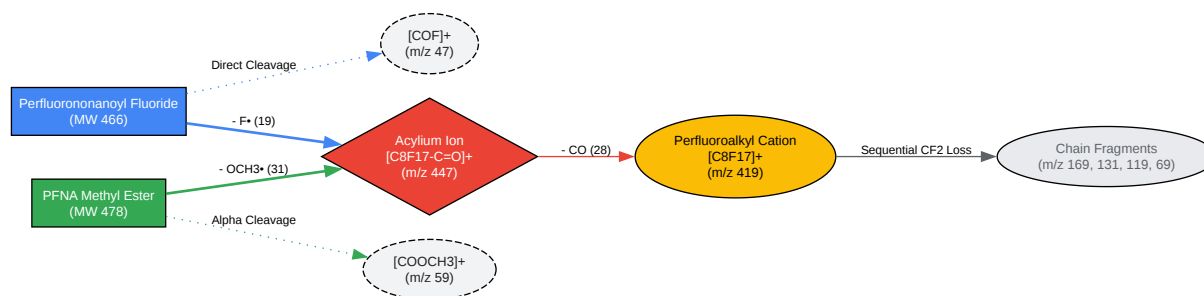 [COF]+
(m/z 47)
Direct Cleavage
Perfluorononanoyl Fluoride
(MW 466)
- F• (19)
Acylium Ion
[C8F17-C=O]+
(m/z 447)
- CO (28)
Perfluoroalkyl Cation
[C8F17]+
(m/z 419)
Sequential CF2 Loss
Chain Fragments
(m/z 169, 131, 119, 69)
- OCH3• (31)
PFNA Methyl Ester
(MW 478)
Alpha Cleavage
[COOCH3]+
(m/z 59)